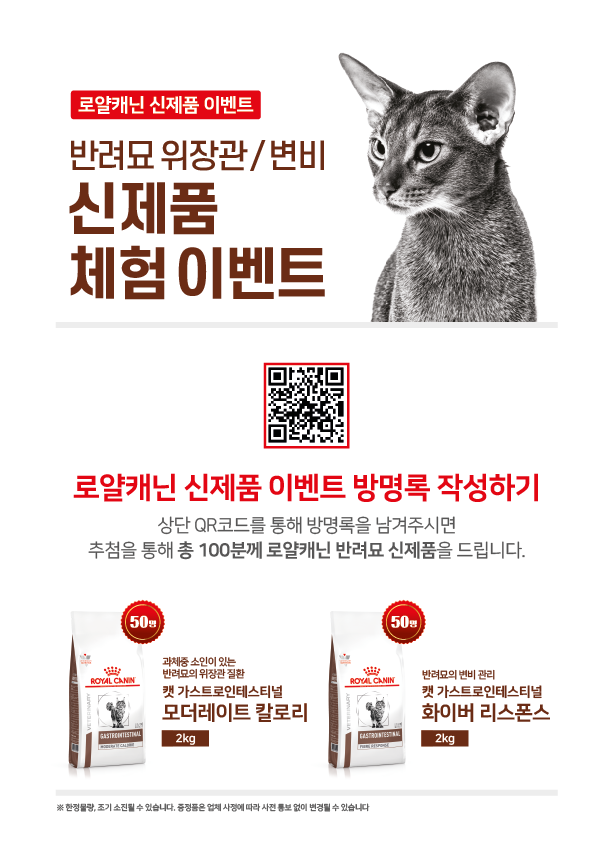 로얄캐닌 신제품 이벤트
반려묘 위장관 / 변비
신제품
체험 이벤트
로얄캐닌 신제품 이벤트 방명록 작성하기
상단 QR코드를 통해 방명록을 남겨주시면
추첨을 통해 총 100분께 로얄캐닌 반려묘 신제품을 드립니다.
50명
과체중 소인이 있는
반려묘의 위장관 질환
캣 가스트로인테스티널
모더레이트 칼로리
2kg
ROYAL CANIN
VETERINARY
GASTROINTESTINAL
MODERATE CALORIE
50명
반려묘의 변비 관리
캣 가스트로인테스티널
화이버 리스폰스
2kg
ROYAL CANIN
VETERINARY
GASTROINTESTINAL
FIBRE RESPONSE
※ 한정물량, 조기 소진될 수 있습니다. 증정품은 업체 사정에 따라 사전 통보 없이 변경될 수 있습니다